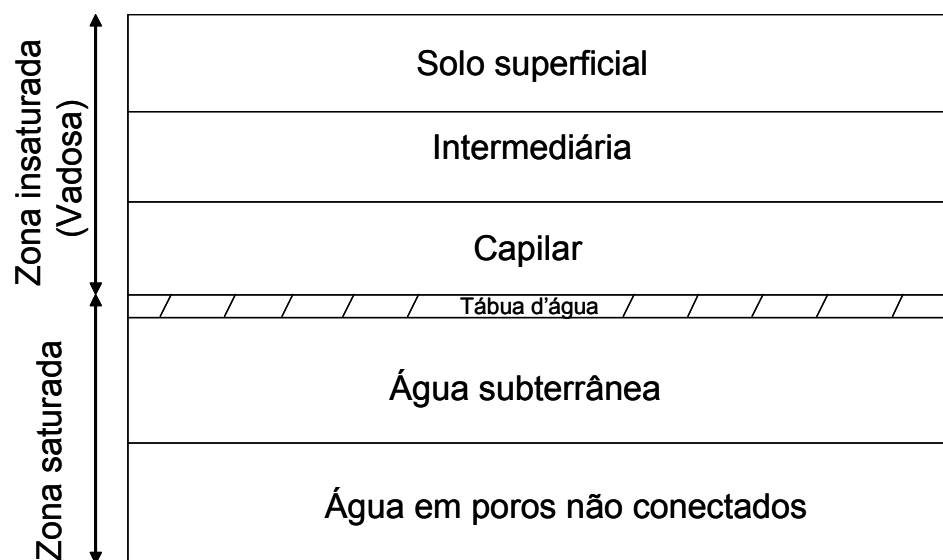 Zona insaturada
(Vadosa)
Solo superficial
Intermediária
Capilar
Tábua d’água
Zona saturada
Água subterrânea
Água em poros não conectados